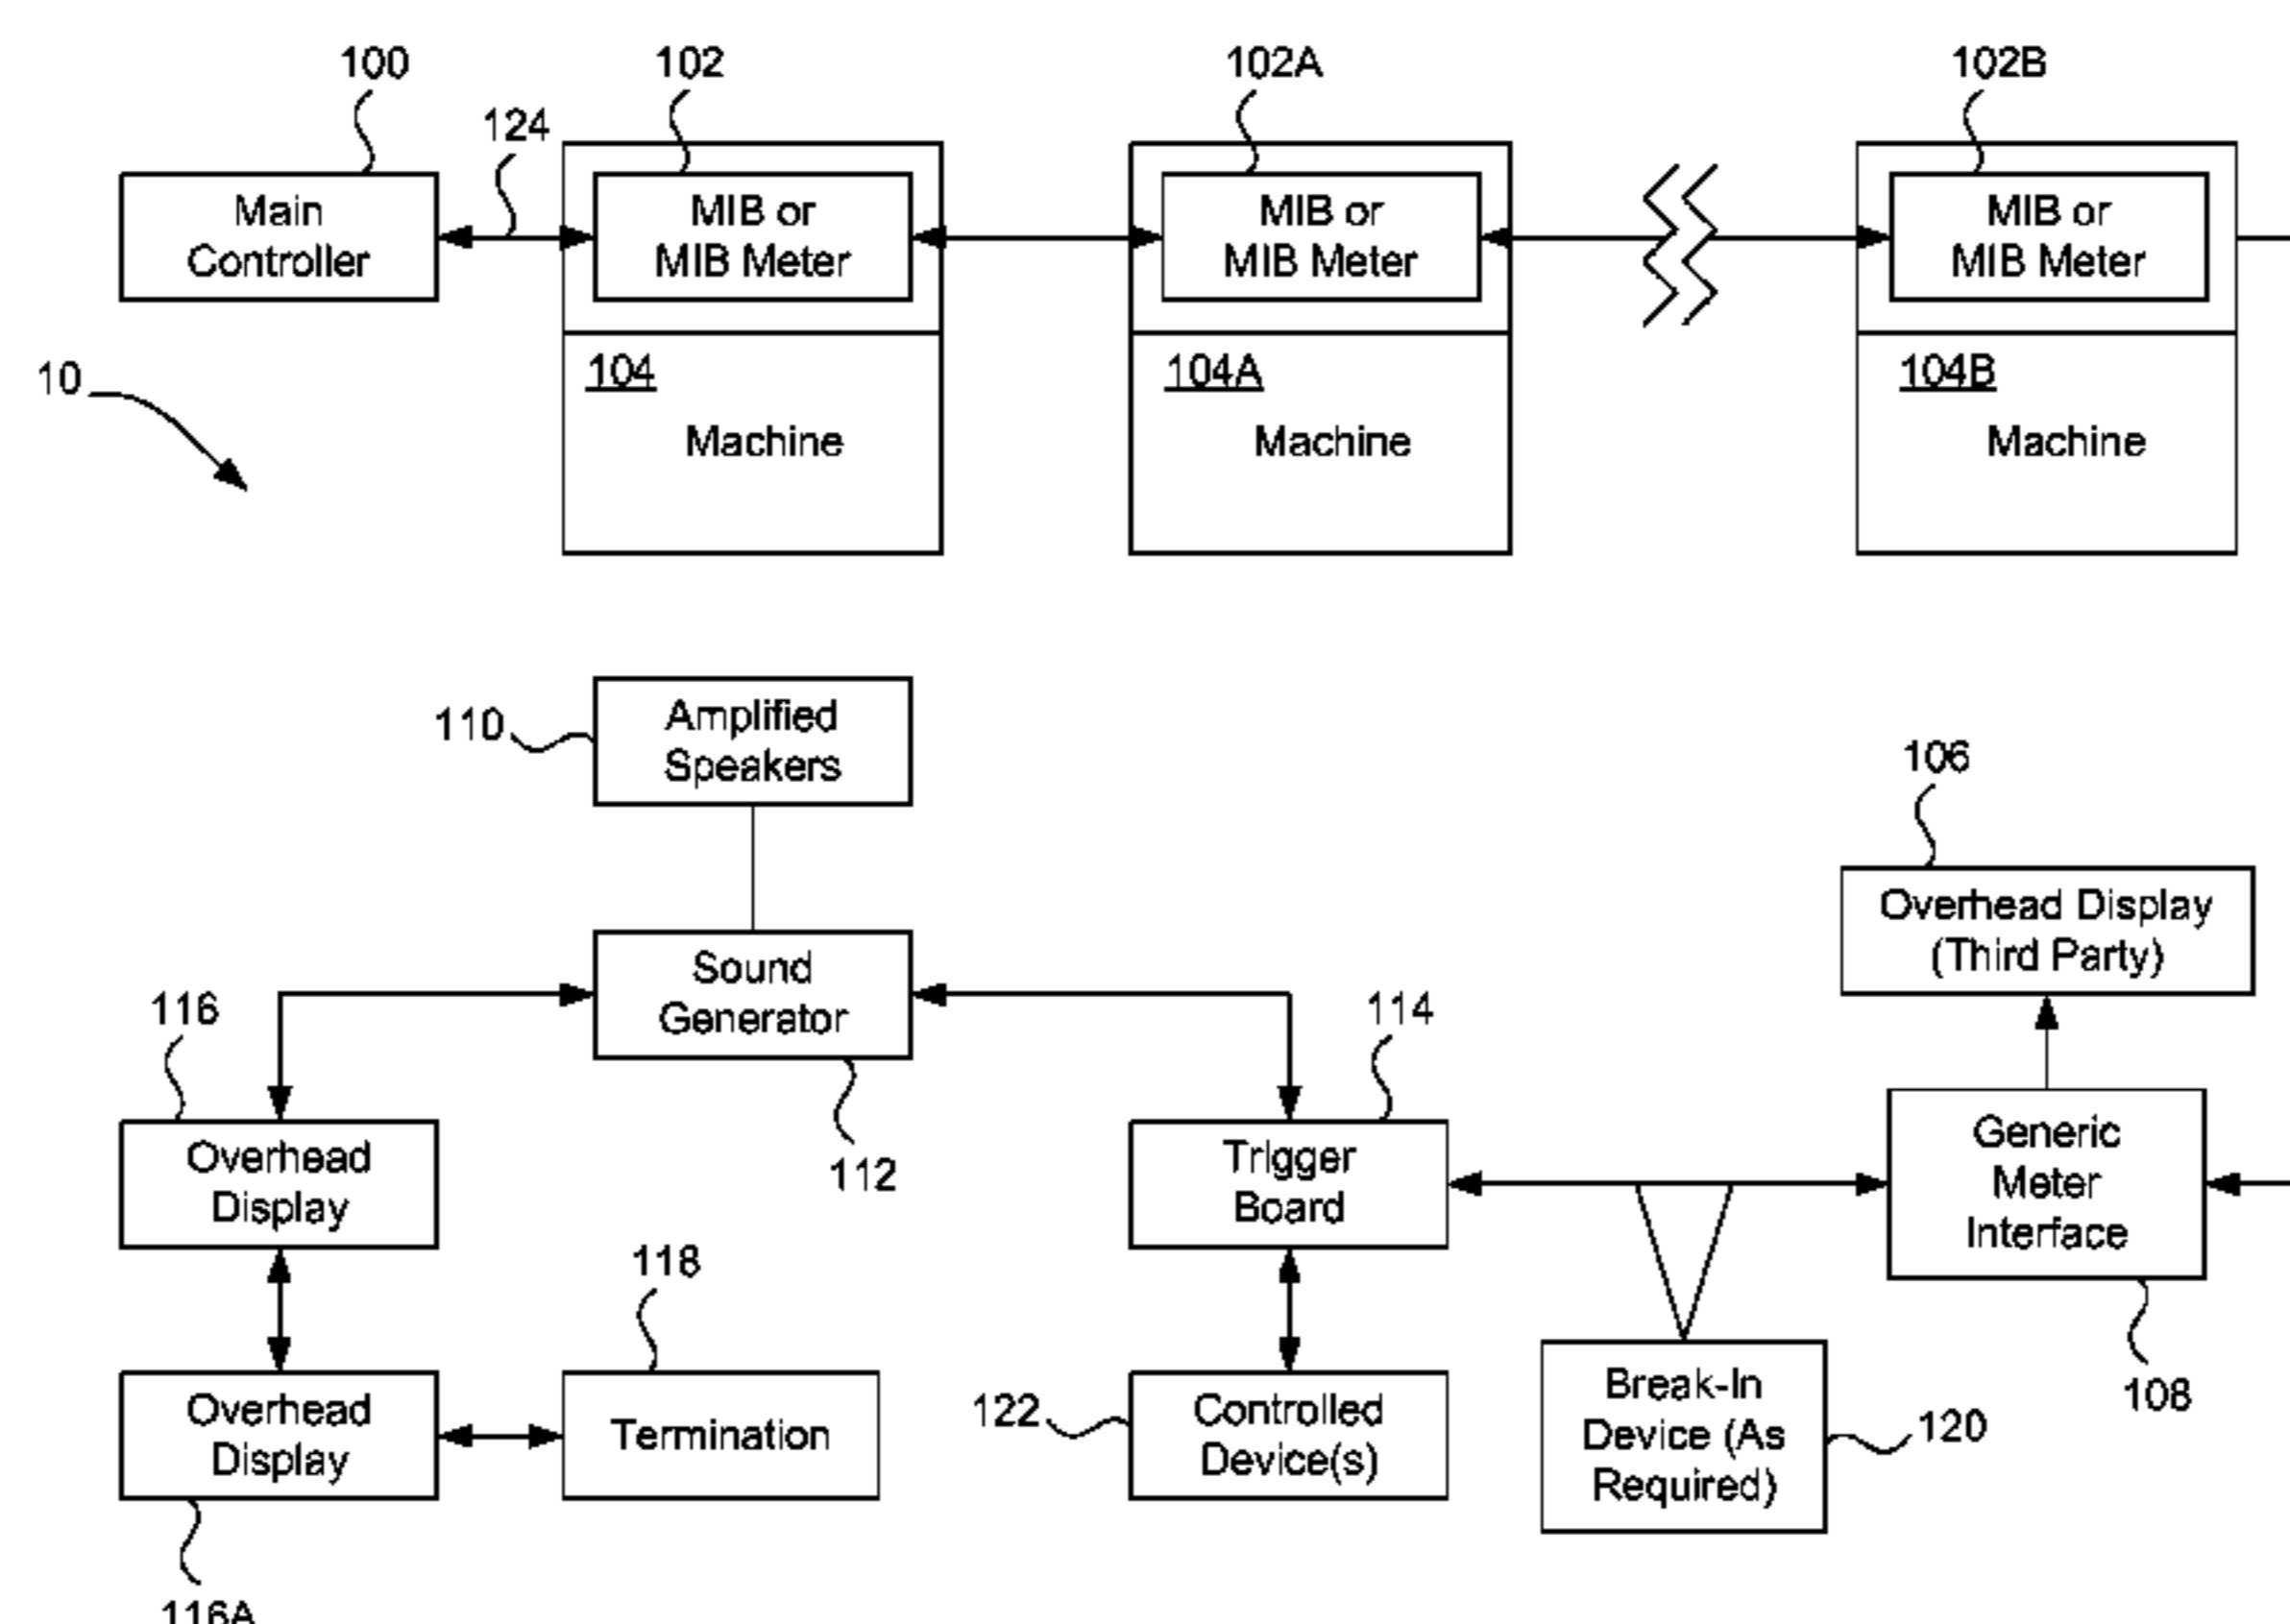 100
102
102A
102B
124
Main
Controller
MIB or
MIB Meter
MIB or
MIB Meter
MIB or
MIB Meter
10
104
Machine
104A
Machine
104B
Machine
110
Amplified
Speakers
106
Overhead Display
(Third Party)
Sound
Generator
112
116
114
Overhead
Display
Trigger
Board
Generic
Meter
Interface
108
118
Overhead
Display
Termination
122
Controlled
Device(s)
Break-In
Device (As
Required)
120
116A